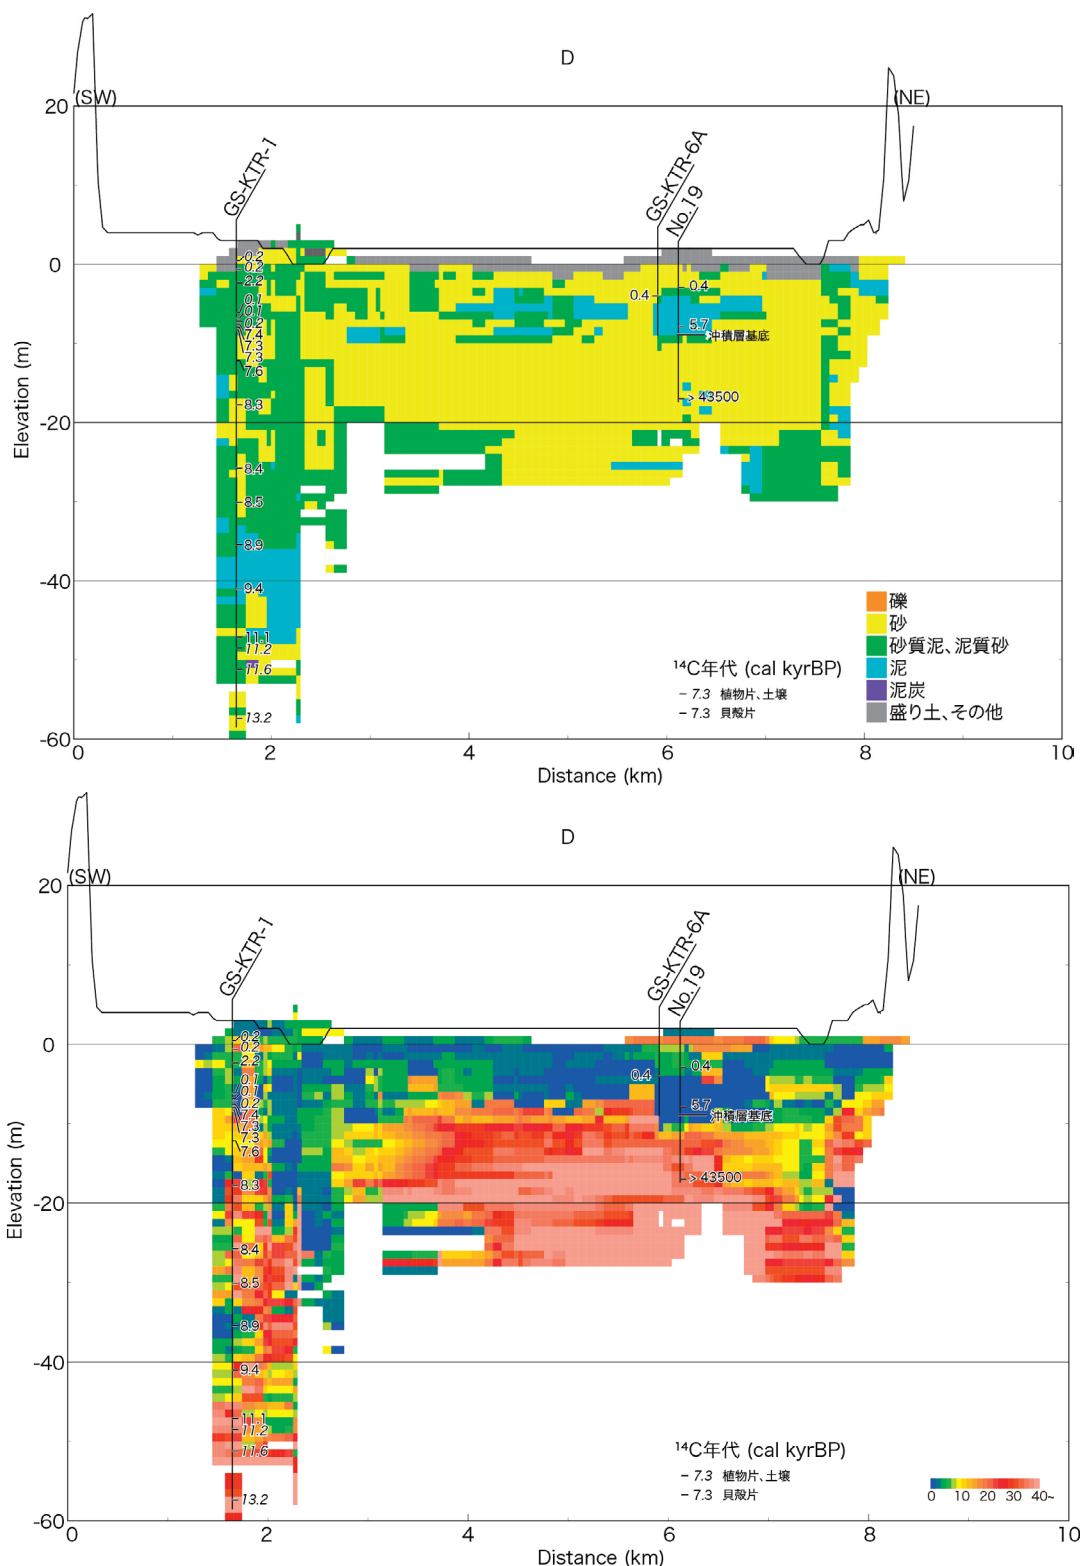 D
(SW)
(NE)
20
GS-KTR-1
GS-KTR-6A
No.19
0
0.2
0.2
2.2
0.1
0.1
0.2
7.4
7.3
7.3
7.6
8.3
8.4
8.5
8.9
9.4
11.1
11.2
11.6
13.2
0.4
0.4
5.7
沖積層基底
> 43500
-20
-40
-60
Elevation (m)
礫
砂
砂質泥、泥質砂
泥
泥炭
盛り土、その他
¹⁴C年代 (cal kyrBP)
– 7.3 植物片、土壌
– 7.3 貝殻片
0 2 4 6 8 10
Distance (km)
D
(SW)
(NE)
20
GS-KTR-1
GS-KTR-6A
No.19
0
0.2
0.2
2.2
0.1
0.1
0.2
7.4
7.3
7.3
7.6
8.3
8.4
8.5
8.9
9.4
11.1
11.2
11.6
13.2
0.4
0.4
5.7
沖積層基底
> 43500
-20
-40
-60
Elevation (m)
¹⁴C年代 (cal kyrBP)
– 7.3 植物片、土壌
– 7.3 貝殻片
0 10 20 30 40~
0 2 4 6 8 10
Distance (km)